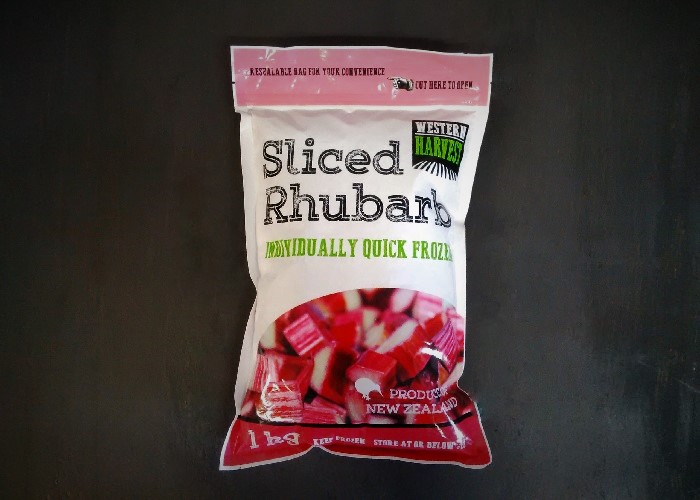 RESEALABLE BAG FOR YOUR CONVENIENCE
CUT HERE TO OPEN
WESTERN
HARVEST
Sliced
Rhubarb
INDIVIDUALLY QUICK FROZEN
PRODUCT OF
NEW ZEALAND
1kg KEEP FROZEN STORE AT OR BELOW